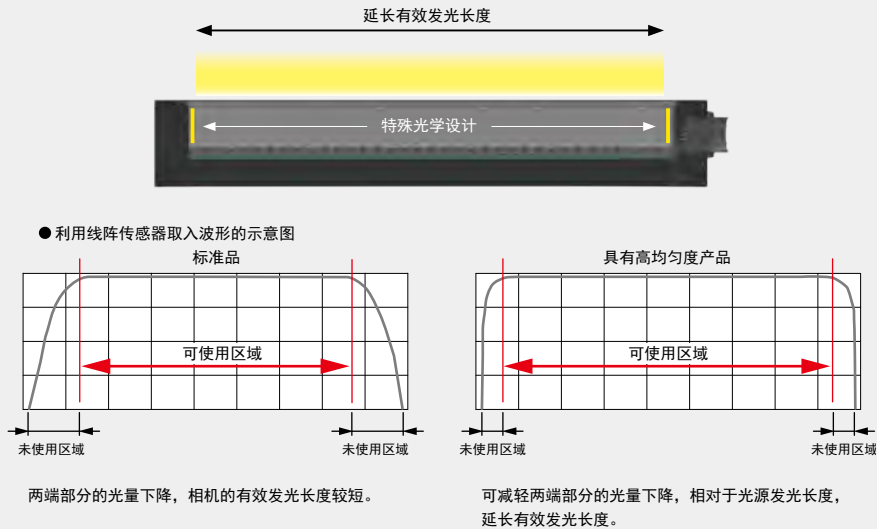 延长有效发光长度
特殊光学设计
● 利用线阵传感器取入波形的示意图
标准品
具有高均匀度产品
可使用区域
可使用区域
未使用区域
未使用区域
未使用区域
未使用区域
两端部分的光量下降，相机的有效发光长度较短。
可减轻两端部分的光量下降，相对于光源发光长度，
延长有效发光长度。